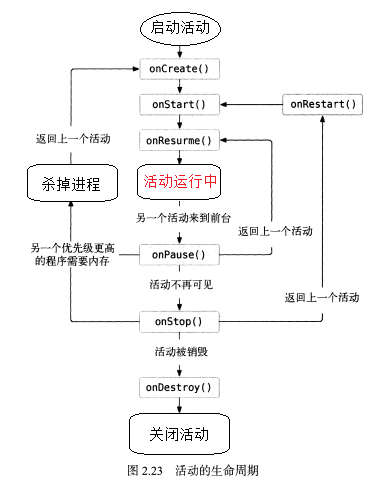 启动活动
onCreate()
onStart()
onRestart()
onResurme()
返回上一个活动
杀掉进程
活动运行中
另一个活动来到前台
返回上一个活动
另一个优先级更高
的程序需要内存
onPause()
活动不再可见
返回上一个活动
onStop()
活动被销毁
onDestroy()
关闭活动
图 2.23 活动的生命周期